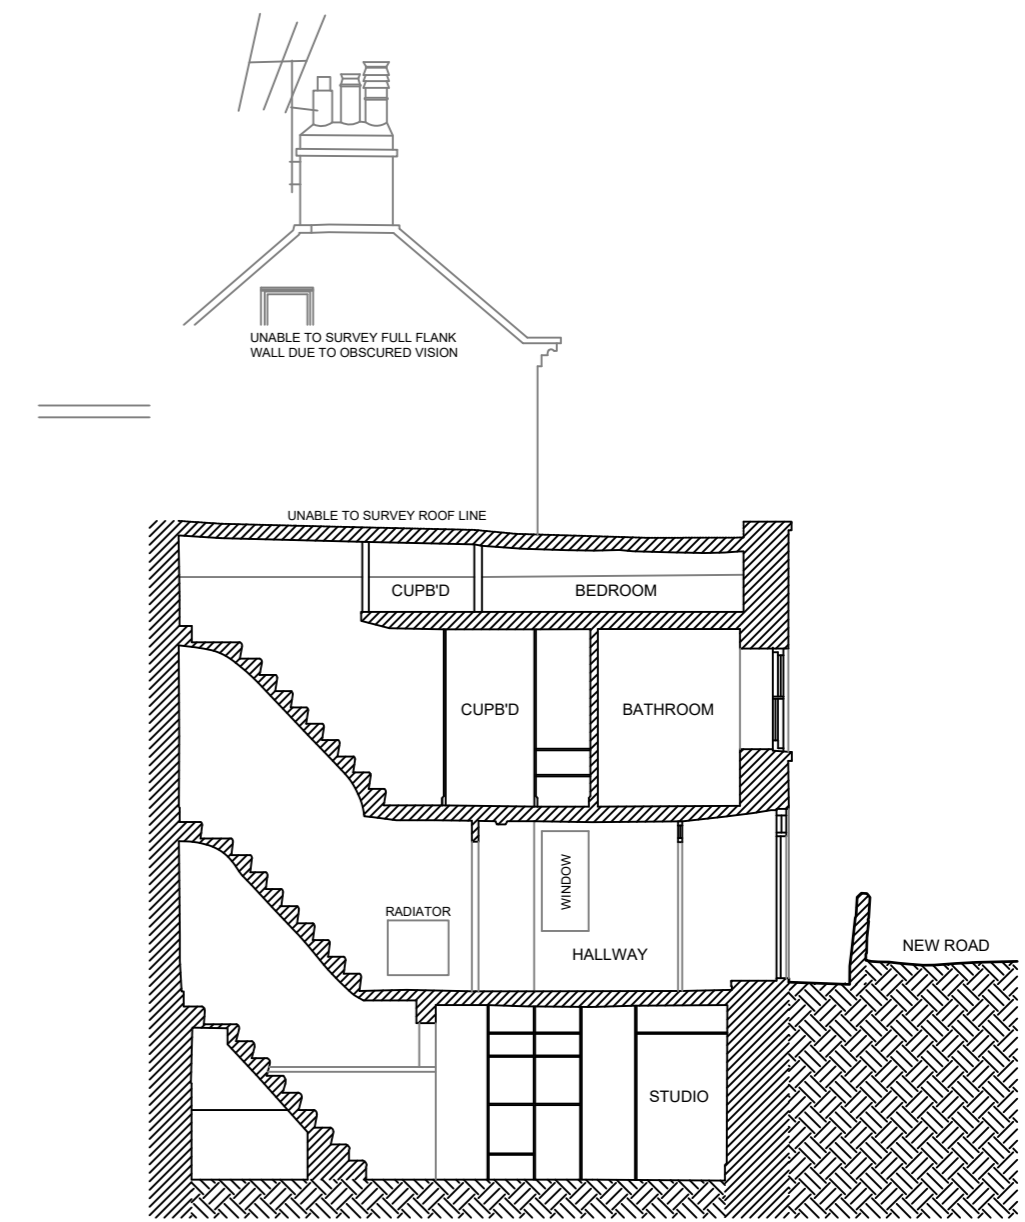 UNABLE TO SURVEY FULL FLANK
WALL DUE TO OBSCURED VISION
UNABLE TO SURVEY ROOF LINE
CUPB'D
BEDROOM
CUPB'D
BATHROOM
WINDOW
RADIATOR
HALLWAY
NEW ROAD
STUDIO